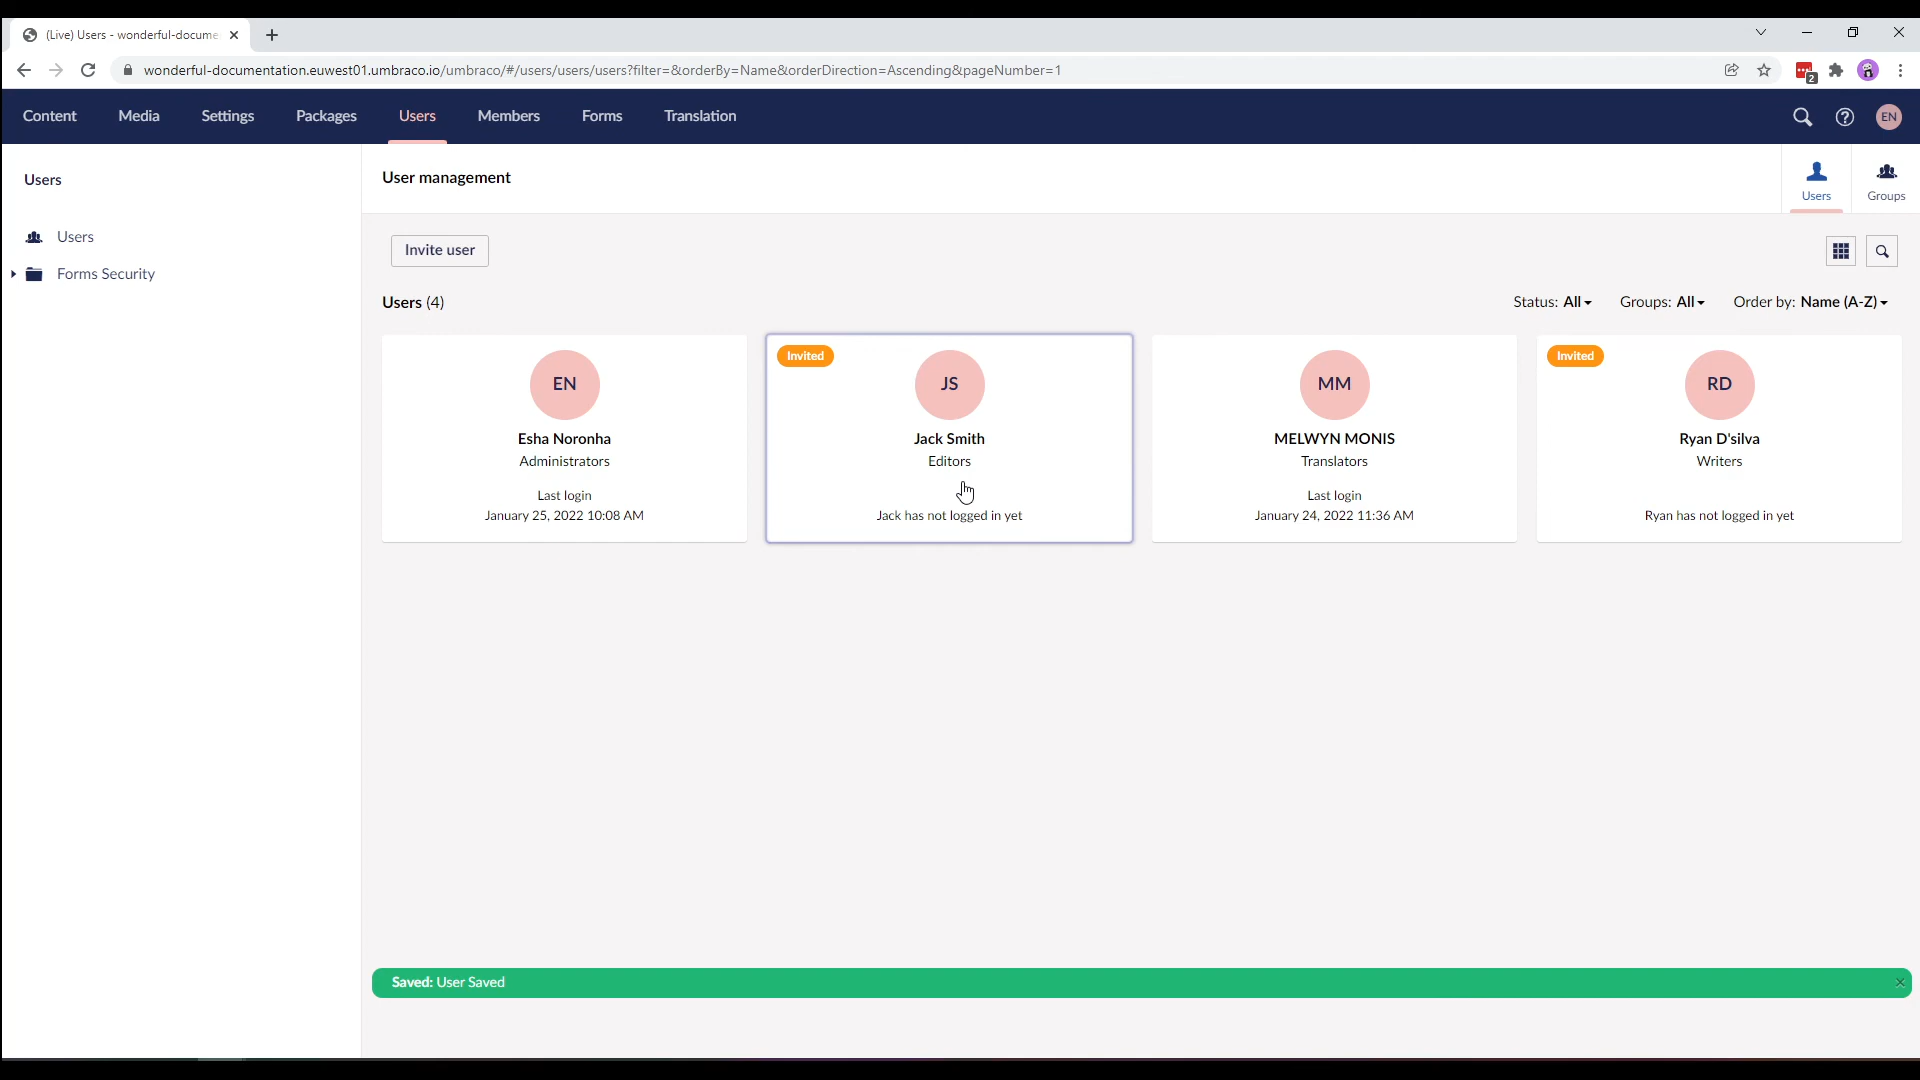 (Live) Users - wonderful-docume
wonderful-documentation.euwest01.umbraco.io/umbraco/#/users/users/users?filter=&orderBy=Name&orderDirection=Ascending&pageNumber=1
2
Content Media Settings Packages Users Members Forms Translation
EN
Users
Users
Forms Security
User management
Users
Groups
Invite user
Users (4)
Status: All Groups: All Order by: Name (A-Z)
EN
Esha Noronha
Administrators
Last login
January 25, 2022 10:08 AM
Invited
JS
Jack Smith
Editors
Jack has not logged in yet
MM
MELWYN MONIS
Translators
Last login
January 24, 2022 11:36 AM
Invited
RD
Ryan D'silva
Writers
Ryan has not logged in yet
Saved: User Saved